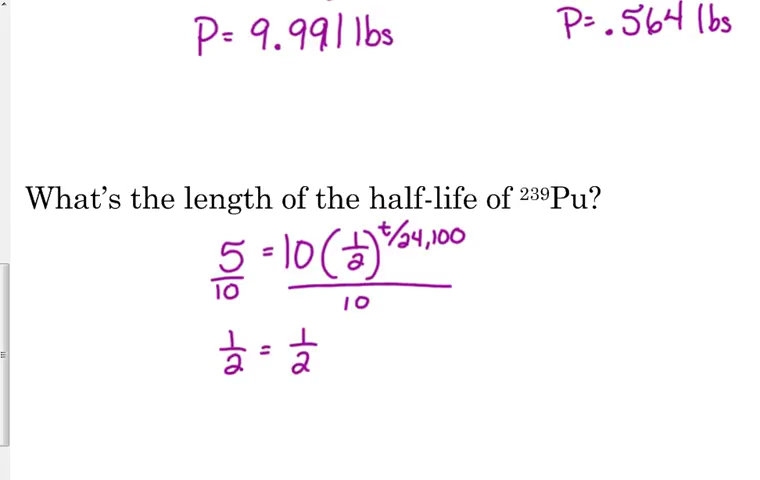 P= 9.991 lbs
P= .564 lbs
What's the length of the half-life of ²³⁹Pu?
5/10 = 10(1/2)^t/24,100 / 10
1/2 = 1/2